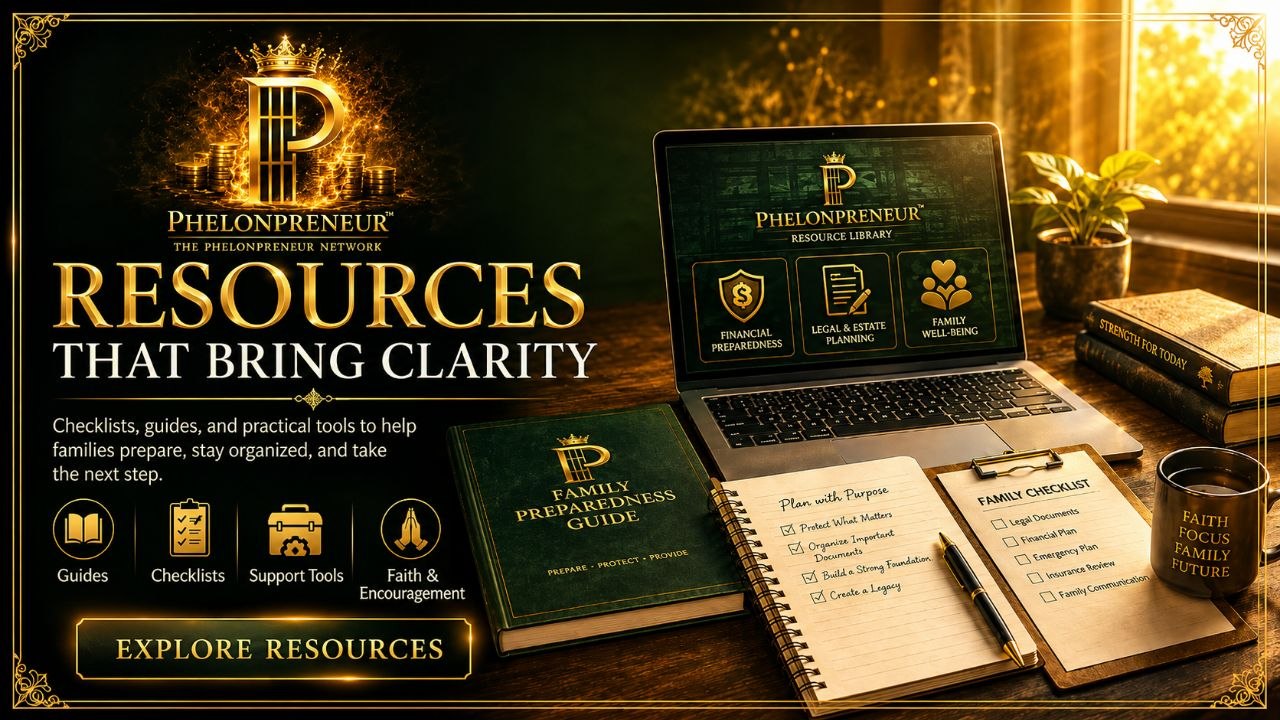 PHELONPRENEUR™
THE PHELONPRENEUR NETWORK
RESOURCES
THAT BRING CLARITY
Checklists, guides, and practical tools to help
families prepare, stay organized, and take
the next step.
Guides
Checklists
Support Tools
Faith &
Encouragement
EXPLORE RESOURCES
PHELONPRENEUR™
RESOURCE LIBRARY
FINANCIAL
PREPAREDNESS
LEGAL & ESTATE
PLANNING
FAMILY
WELL-BEING
STRENGTH FOR TODAY
FAMILY
PREPAREDNESS
GUIDE
PREPARE • PROTECT • PROVIDE
Plan with Purpose
Protect What Matters
Organize Important
Documents
Build a Strong Foundation
Create a Legacy
FAMILY CHECKLIST
Legal Documents
Financial Plan
Emergency Plan
Insurance Review
Family Communication
FAITH
FOCUS
FAMILY
FUTURE